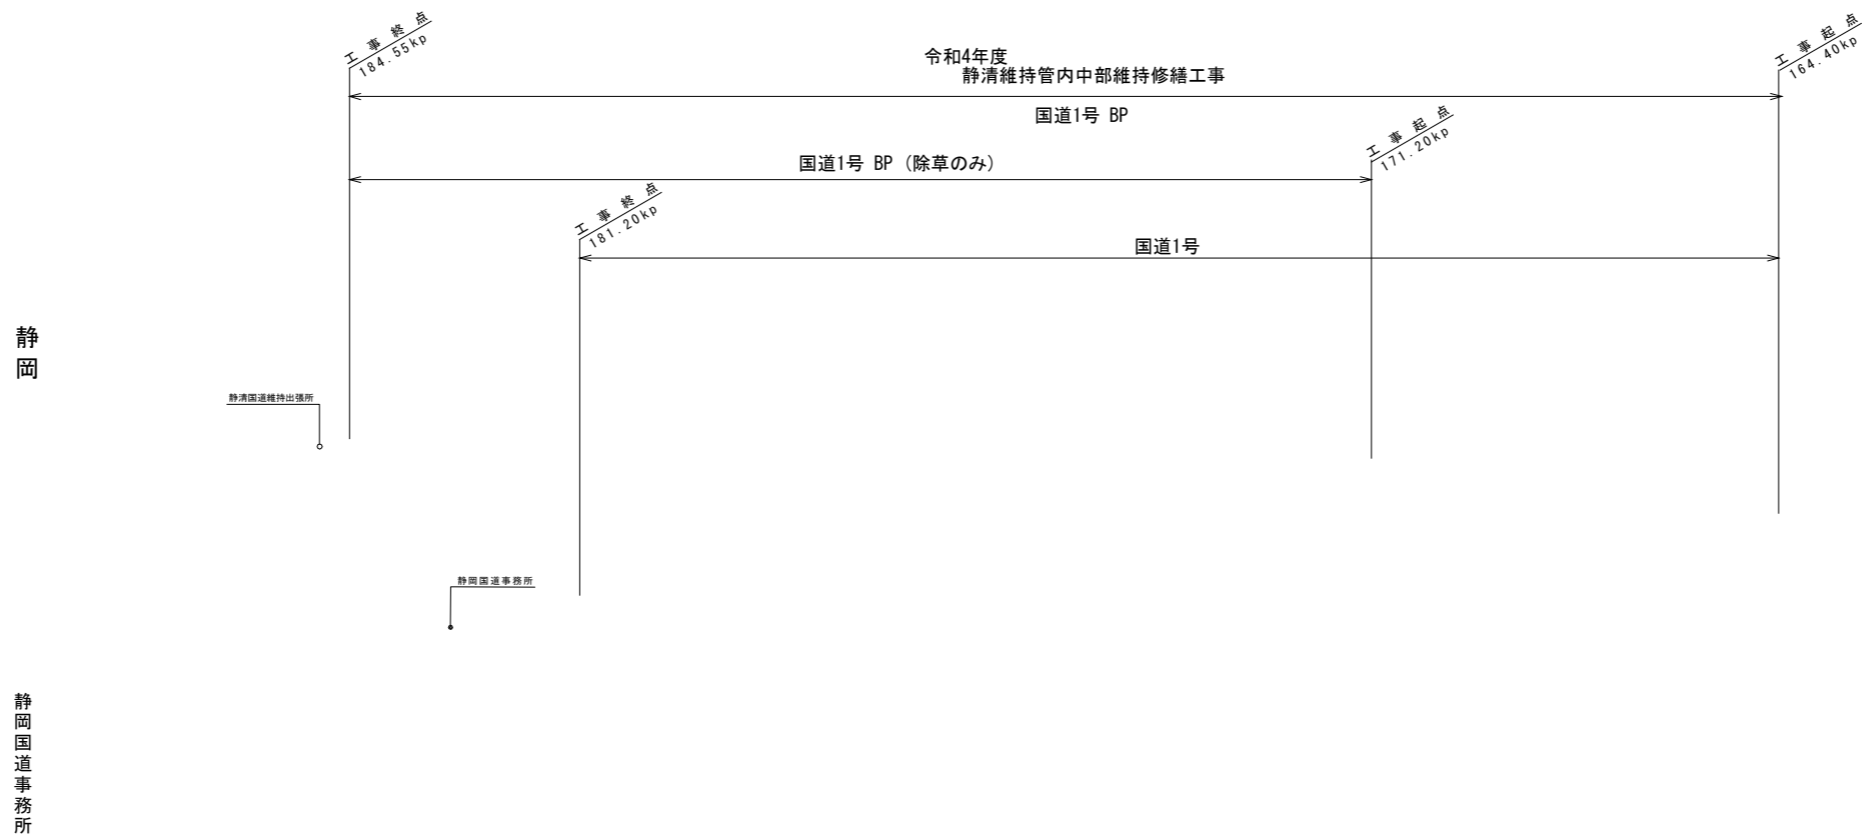 工事終点
184.55kp
令和4年度
静清維持管内中部維持修繕工事
工事起点
164.40kp
国道1号 BP
国道1号 BP（除草のみ）
工事起点
171.20kp
工事終点
181.20kp
国道1号
静岡
静清国道維持出張所
静岡国道事務所
静岡国道事務所